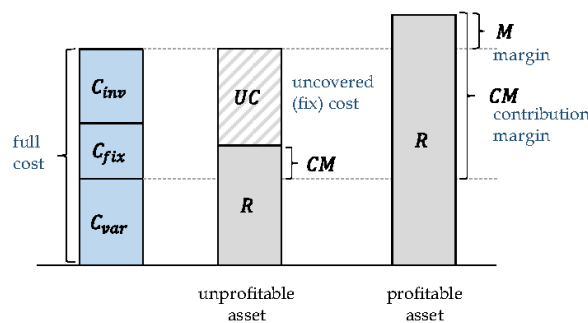 M
margin
C_inv
UC
uncovered
(fix) cost
CM
contribution
margin
full
cost
C_fix
CM
R
R
C_var
unprofitable
asset
profitable
asset